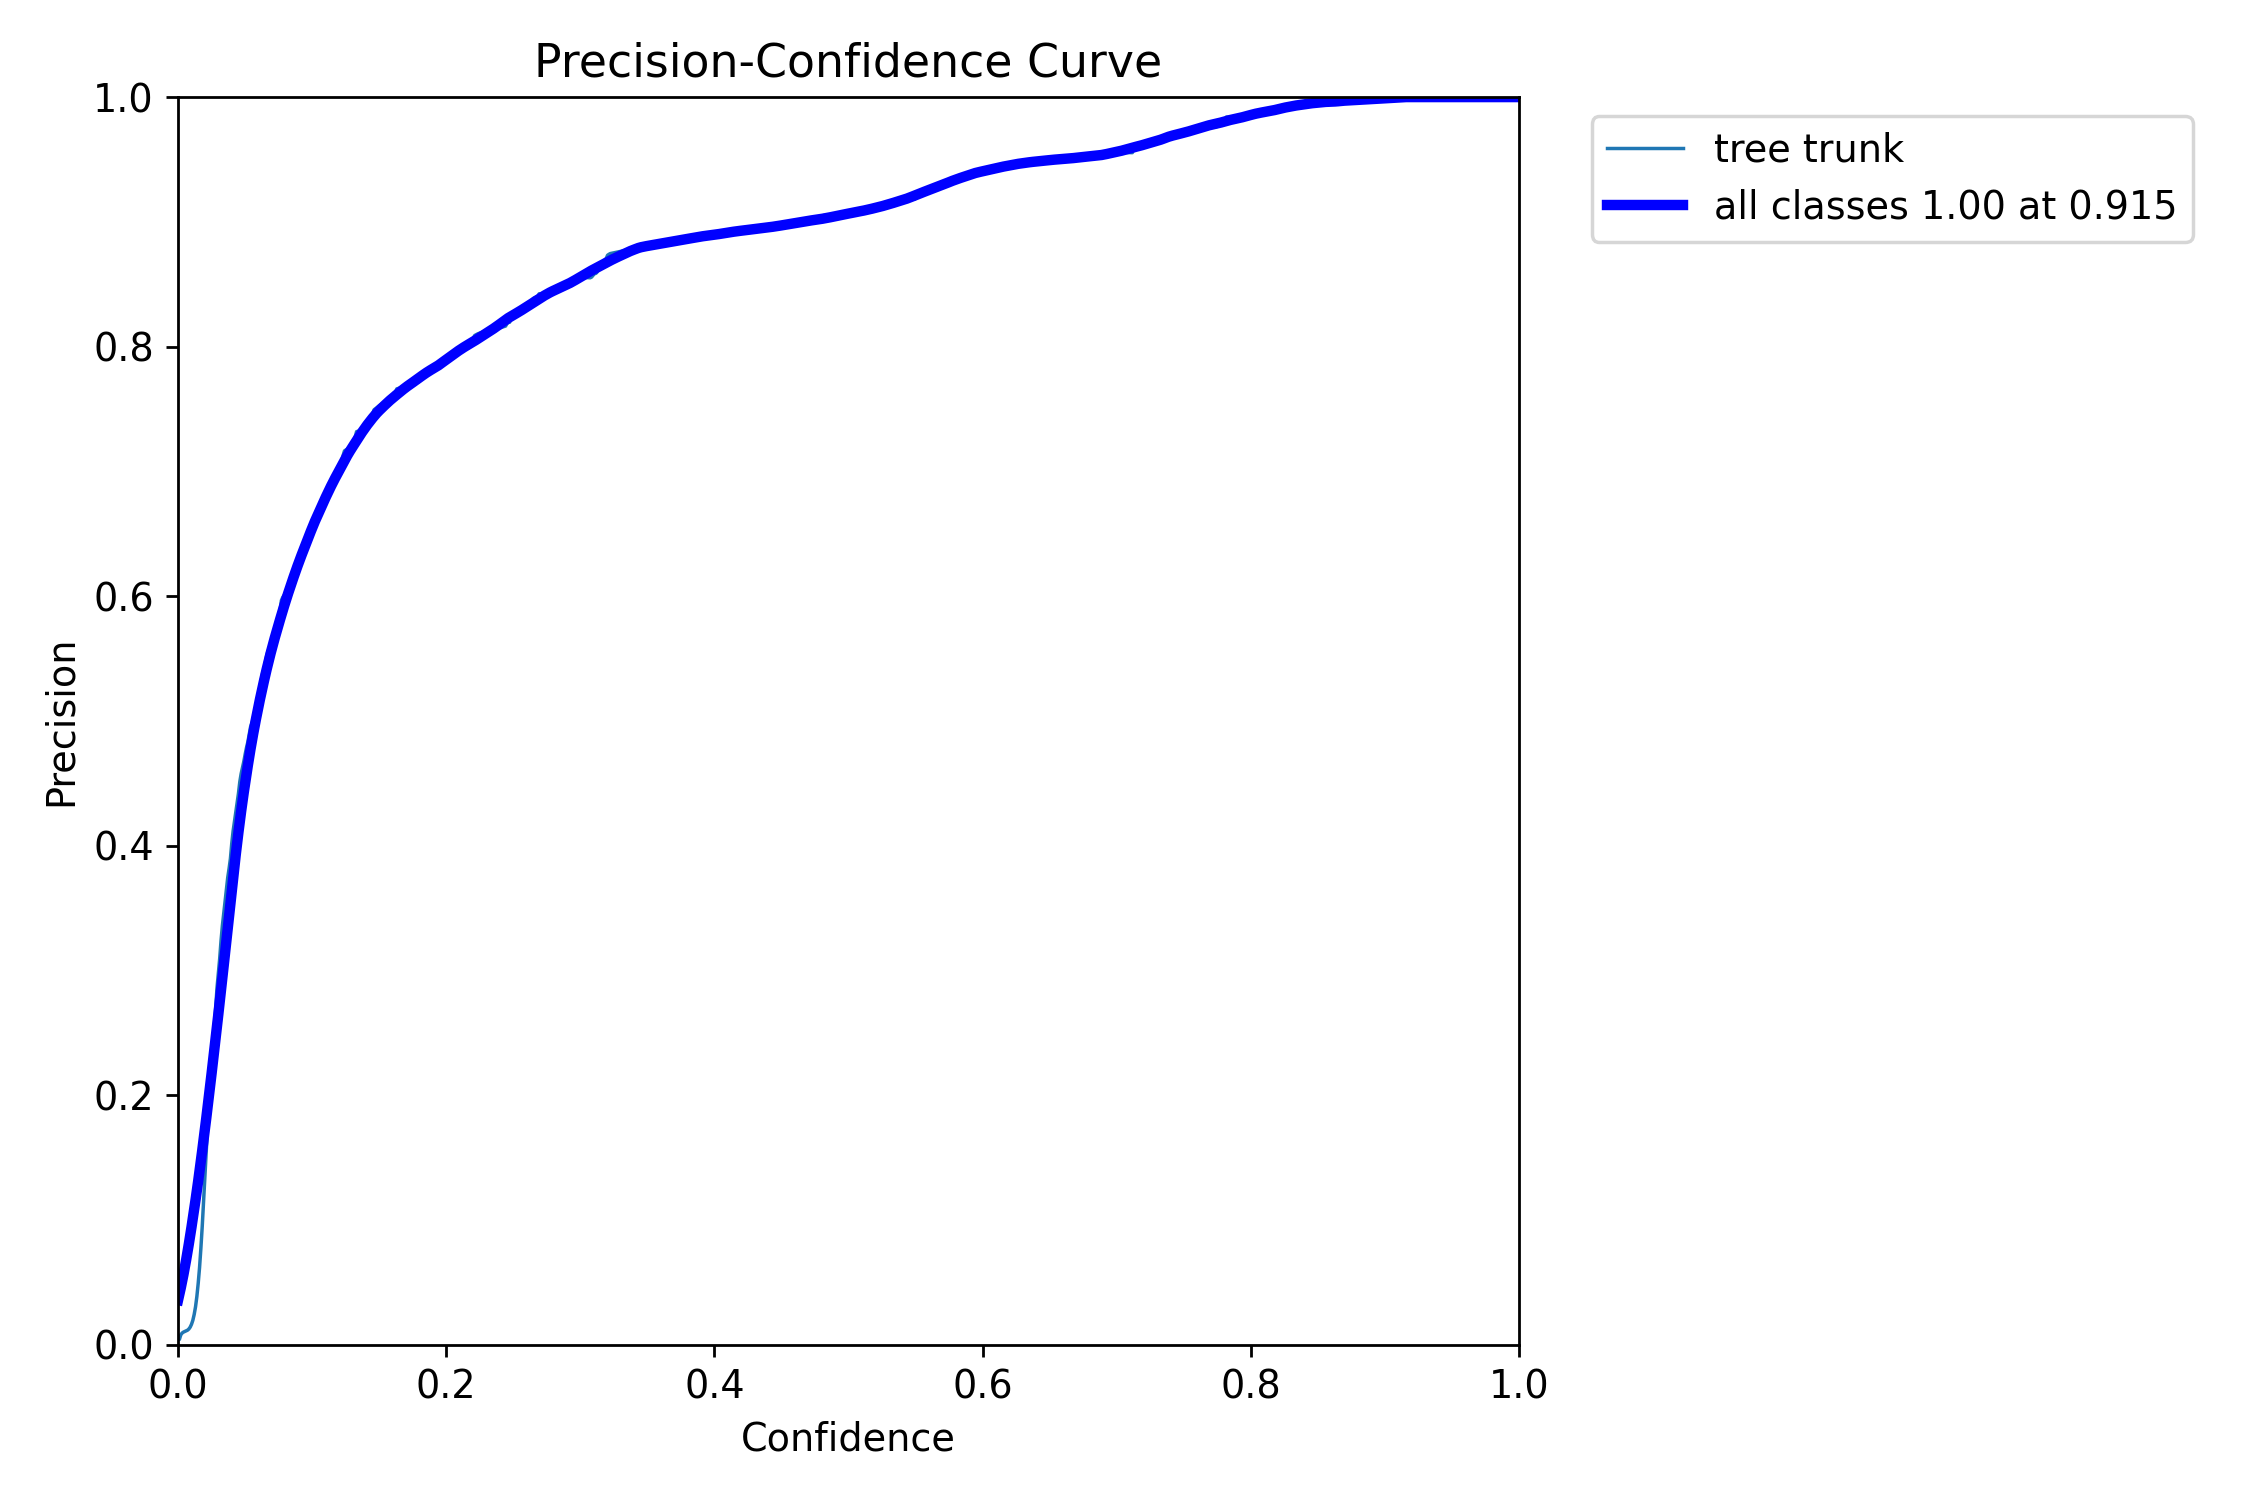 Precision-Confidence Curve
1.0
0.8
0.6
0.4
0.2
0.0
Precision
0.0 0.2 0.4 0.6 0.8 1.0
Confidence
tree trunk
all classes 1.00 at 0.915